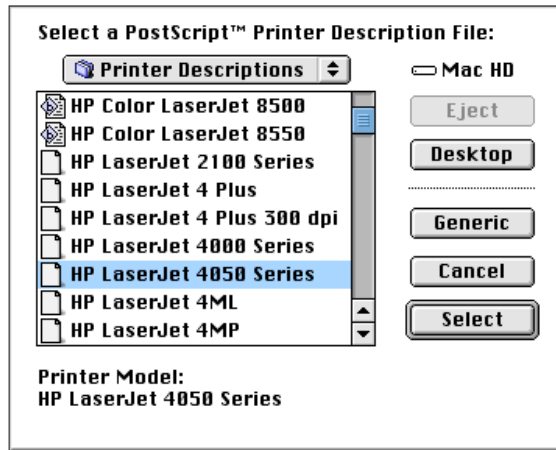 Select a PostScript™ Printer Description File:
Printer Descriptions
Mac HD
HP Color LaserJet 8500
HP Color LaserJet 8550
HP LaserJet 2100 Series
HP LaserJet 4 Plus
HP LaserJet 4 Plus 300 dpi
HP LaserJet 4000 Series
HP LaserJet 4050 Series
HP LaserJet 4ML
HP LaserJet 4MP
Eject
Desktop
Generic
Cancel
Select
Printer Model:
HP LaserJet 4050 Series